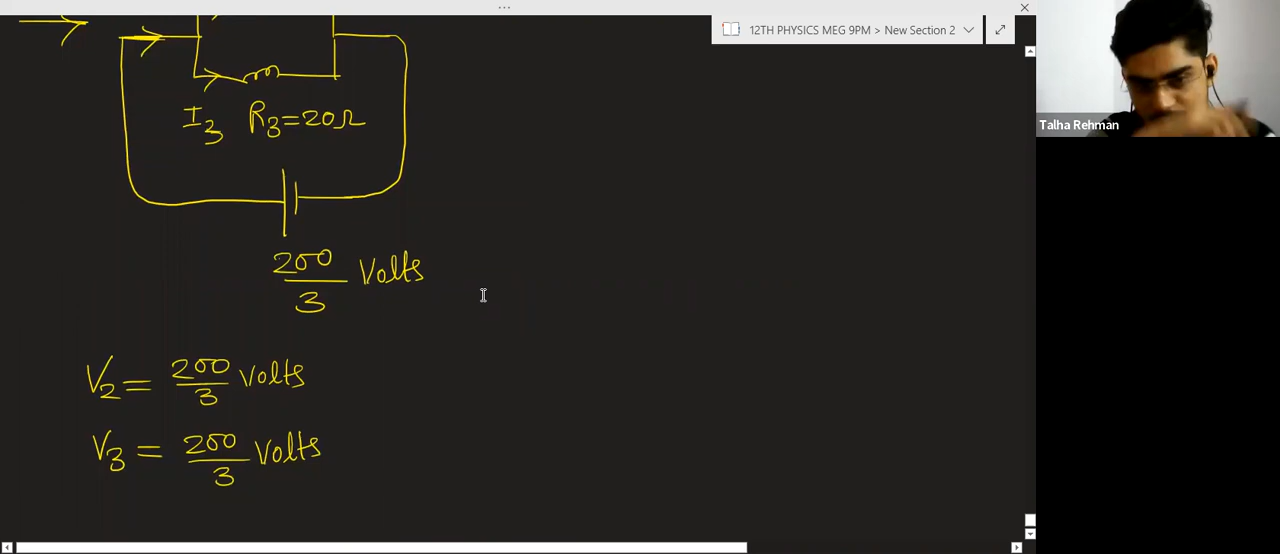 12TH PHYSICS MEG 9PM > New Section 2
Talha Rehman
I₃ R₃=20Ω
200/3 Volts
V₂ = 200/3 Volts
V₃ = 200/3 Volts